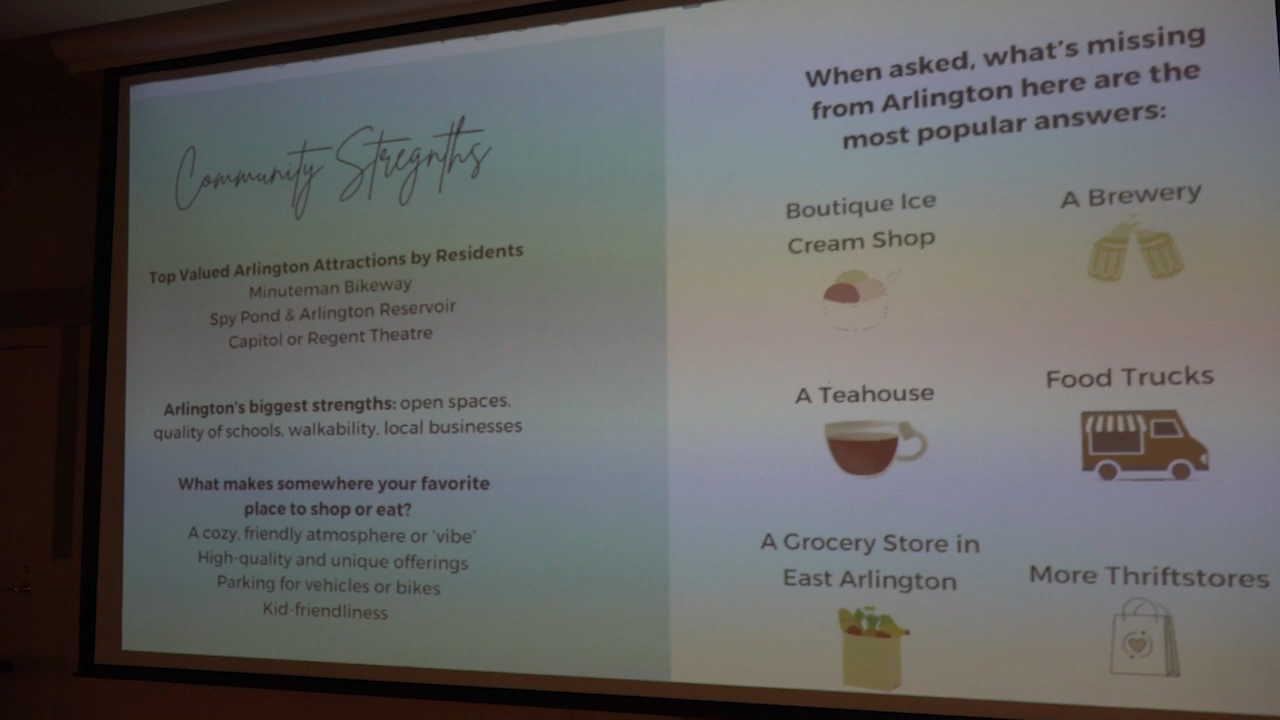 Community Stregnths
Top Valued Arlington Attractions by Residents
Minuteman Bikeway
Spy Pond & Arlington Reservoir
Capitol or Regent Theatre
Arlington's biggest strengths: open spaces,
quality of schools, walkability, local businesses
What makes somewhere your favorite
place to shop or eat?
A cozy, friendly atmosphere or 'vibe'
High-quality and unique offerings
Parking for vehicles or bikes
Kid-friendliness
When asked, what's missing
from Arlington here are the
most popular answers:
Boutique Ice
Cream Shop
A Brewery
A Teahouse
Food Trucks
A Grocery Store in
East Arlington
More Thriftstores